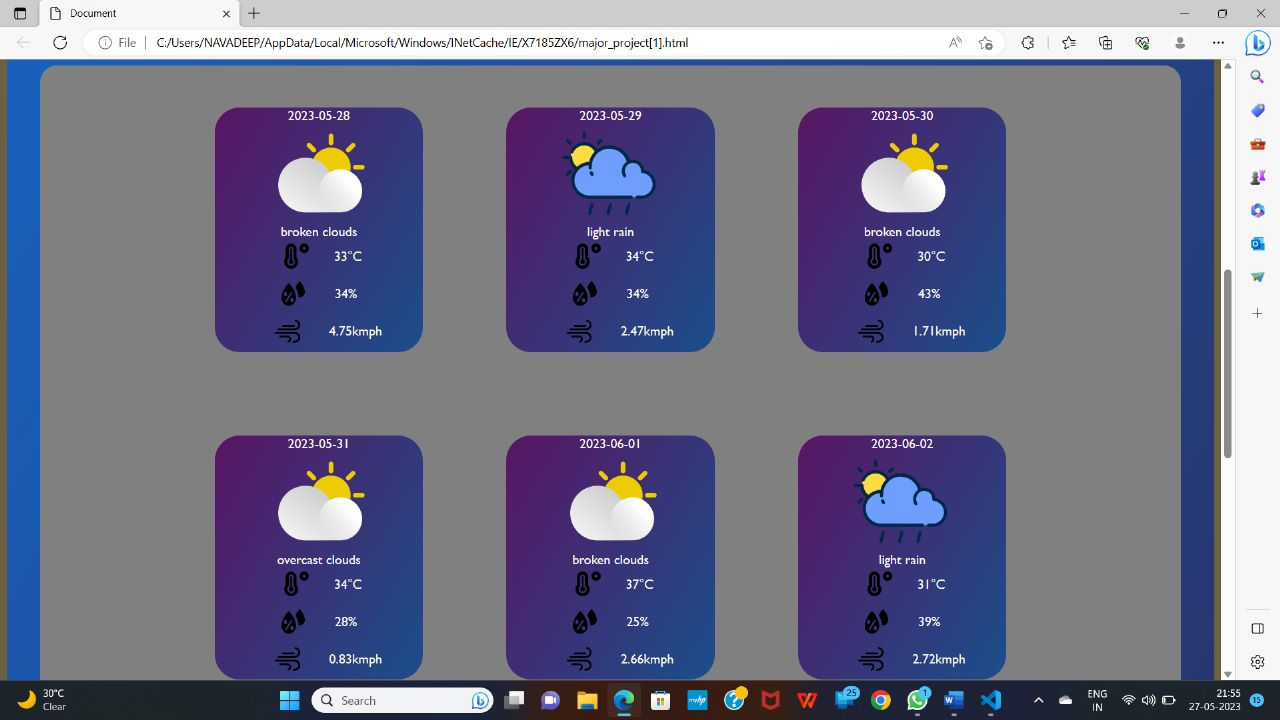 Document
File
C:/Users/NAVADEEP/AppData/Local/Microsoft/Windows/INetCache/IE/X7185ZX6/major_project[1].html
2023-05-28
broken clouds
33°C
34%
4.75kmph
2023-05-29
light rain
34°C
34%
2.47kmph
2023-05-30
broken clouds
30°C
43%
1.71kmph
2023-05-31
overcast clouds
34°C
28%
0.83kmph
2023-06-01
broken clouds
37°C
25%
2.66kmph
2023-06-02
light rain
31°C
39%
2.72kmph
30°C
Clear
Search
25
1
ENG
IN
21:55
27-05-2023
15